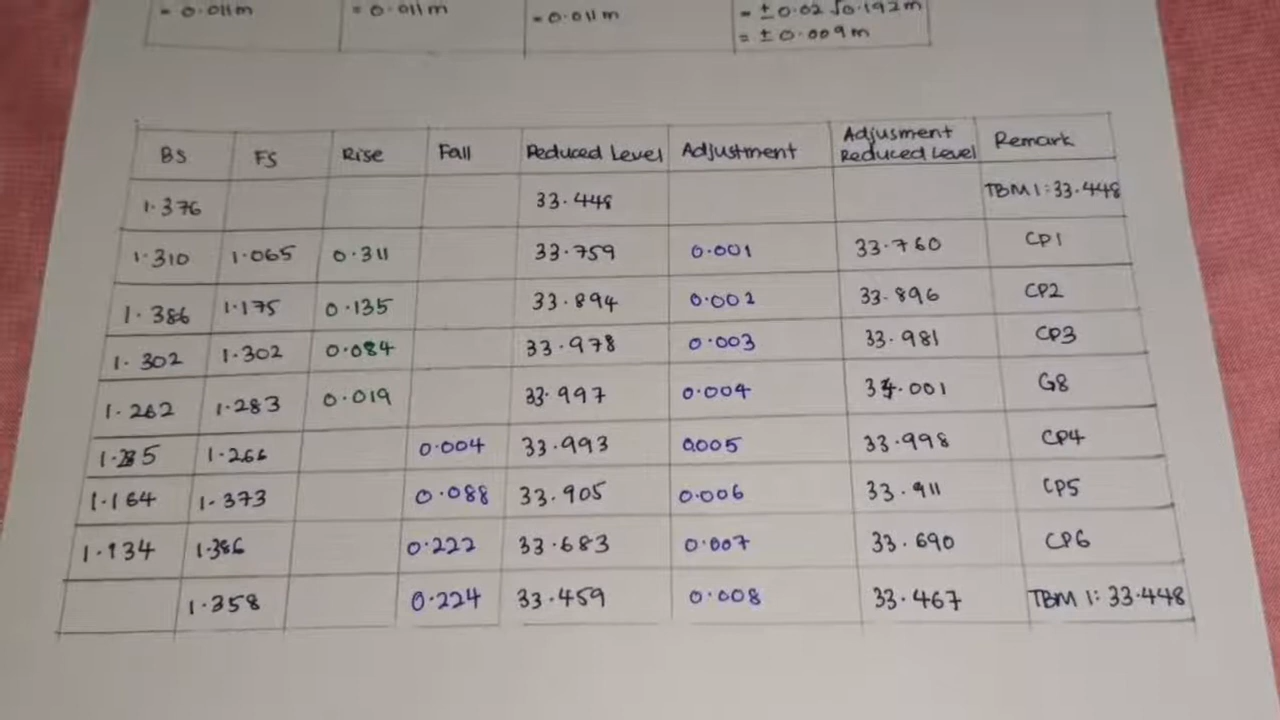 = 0.011m = 0.011m = 0.011m = ± 0.02 √0.192m
= ± 0.009m
BS FS Rise Fall Reduced Level Adjustment Adjusment Reduced Level Remark
1.376 33.448 TBM 1: 33.448
1.310 1.065 0.311 33.759 0.001 33.760 CP1
1.386 1.175 0.135 33.894 0.002 33.896 CP2
1.302 1.302 0.084 33.978 0.003 33.981 CP3
1.262 1.283 0.019 33.997 0.004 34.001 G8
1.285 1.266 0.004 33.993 0.005 33.998 CP4
1.164 1.373 0.088 33.905 0.006 33.911 CP5
1.134 1.386 0.222 33.683 0.007 33.690 CP6
1.358 0.224 33.459 0.008 33.467 TBM 1: 33.448